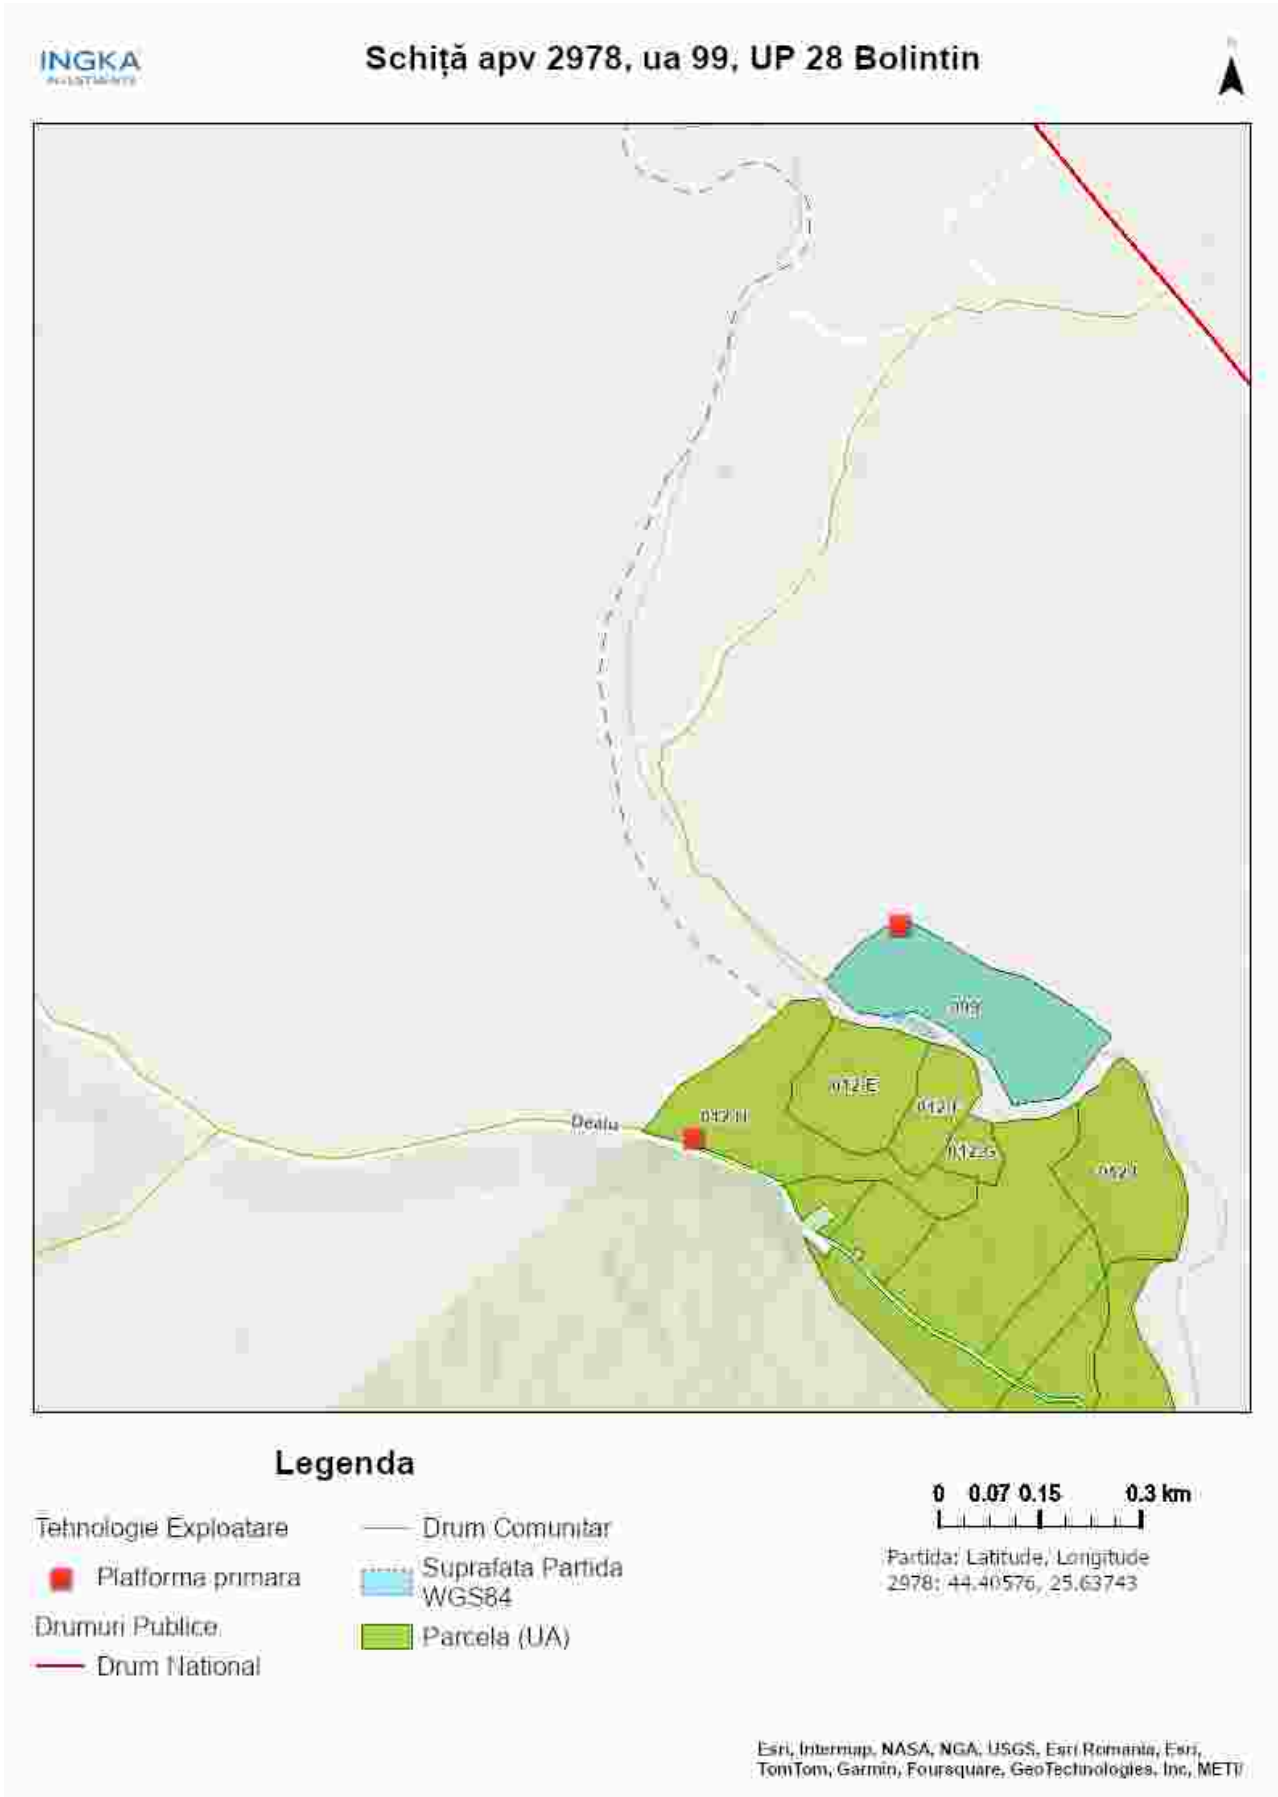 INGKA
INVESTMENTS
Schiță apv 2978, ua 99, UP 28 Bolintin
N
099
012 E
012 H
Dealu
Legenda
Tehnologie Exploatare
Platforma primara
Drumuri Publice
Drum National
Drum Comunitar
Suprafata Partida
WGS84
Parcela (UA)
0 0.07 0.15 0.3 km
Partida: Latitude, Longitude
2978: 44.40576, 25.63743
Esri, Intermap, NASA, NGA, USGS, Esri Romania, Esri,
TomTom, Garmin, Foursquare, GeoTechnologies, Inc, METI/